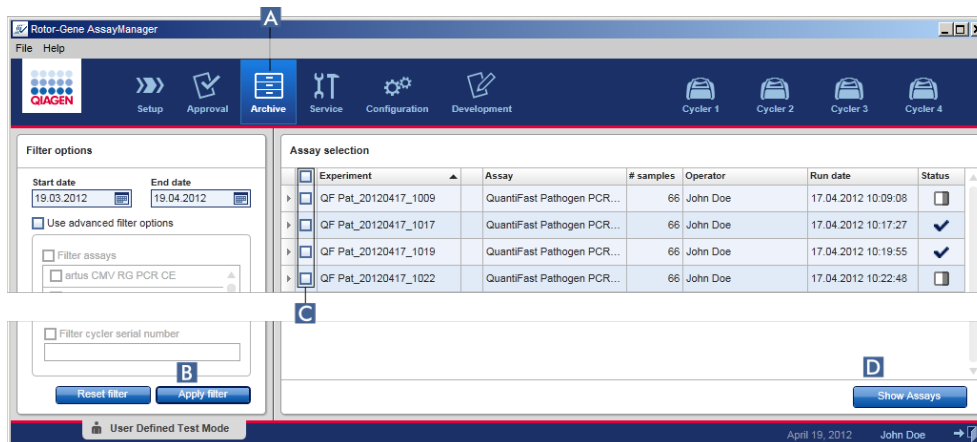 A
Rotor-Gene AssayManager
File Help
QIAGEN
Setup Approval Archive Service Configuration Development Cycler 1 Cycler 2 Cycler 3 Cycler 4
Filter options
Start date End date
19.03.2012 19.04.2012
Use advanced filter options
Filter assays
artus CMV RG PCR CE
Filter cycler serial number
B
Reset filter Apply filter
Assay selection
Experiment Assay # samples Operator Run date Status
QF Pat_20120417_1009 QuantiFast Pathogen PCR... 66 John Doe 17.04.2012 10:09:08
QF Pat_20120417_1017 QuantiFast Pathogen PCR... 66 John Doe 17.04.2012 10:17:27
QF Pat_20120417_1019 QuantiFast Pathogen PCR... 66 John Doe 17.04.2012 10:19:55
QF Pat_20120417_1022 QuantiFast Pathogen PCR... 66 John Doe 17.04.2012 10:22:48
C
D
Show Assays
User Defined Test Mode April 19, 2012 John Doe